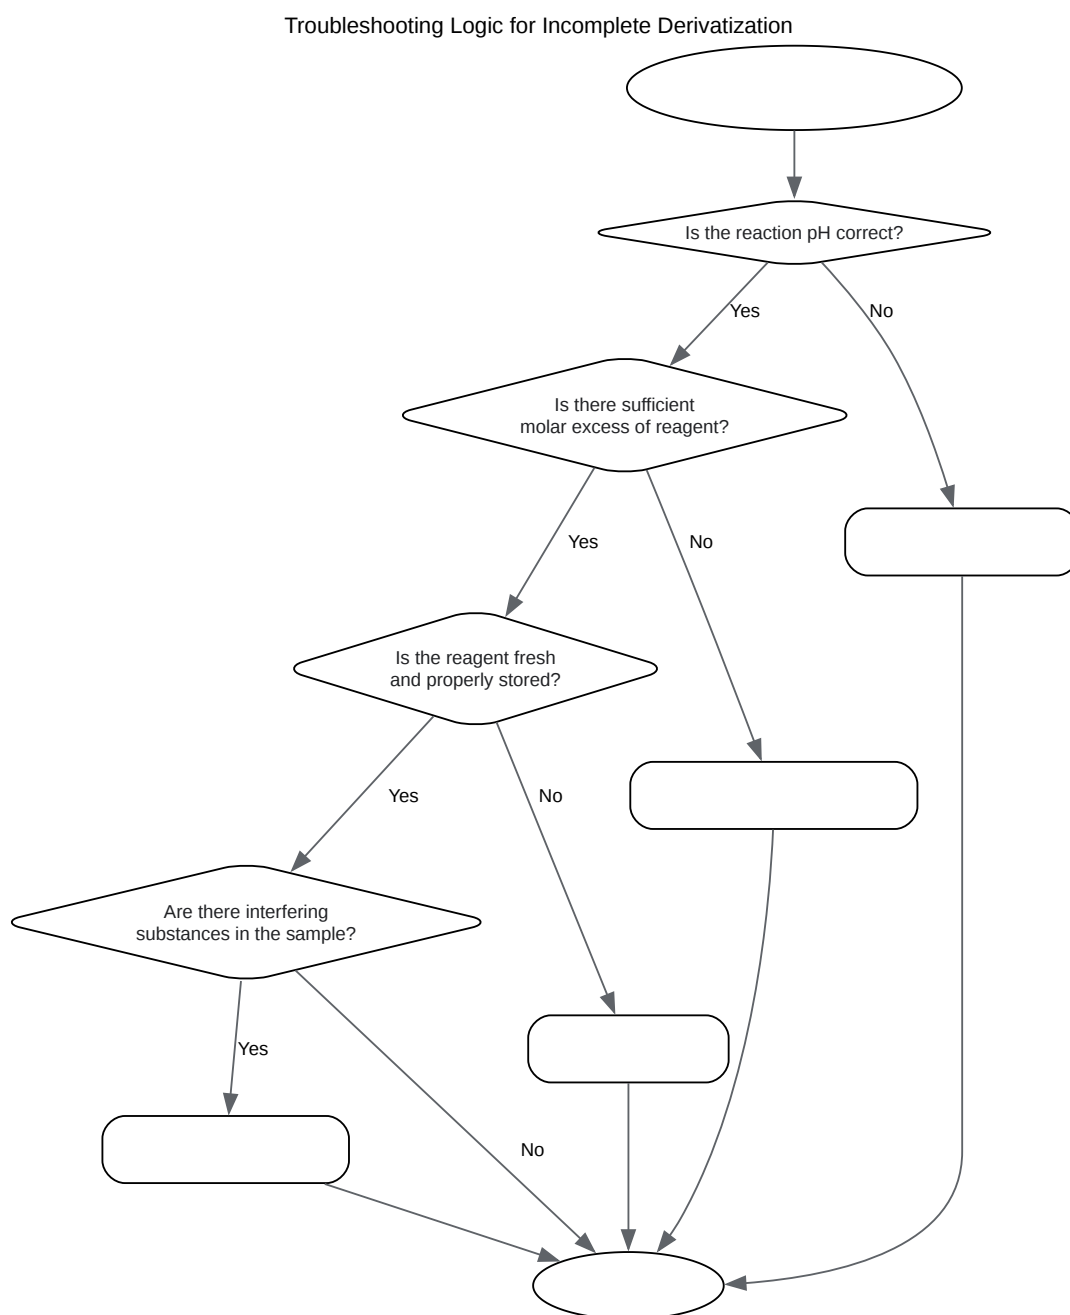 Troubleshooting Logic for Incomplete Derivatization
Is the reaction pH correct?
Yes
No
Is there sufficient
molar excess of reagent?
Yes
No
Is the reagent fresh
and properly stored?
Yes
No
Are there interfering
substances in the sample?
Yes
No